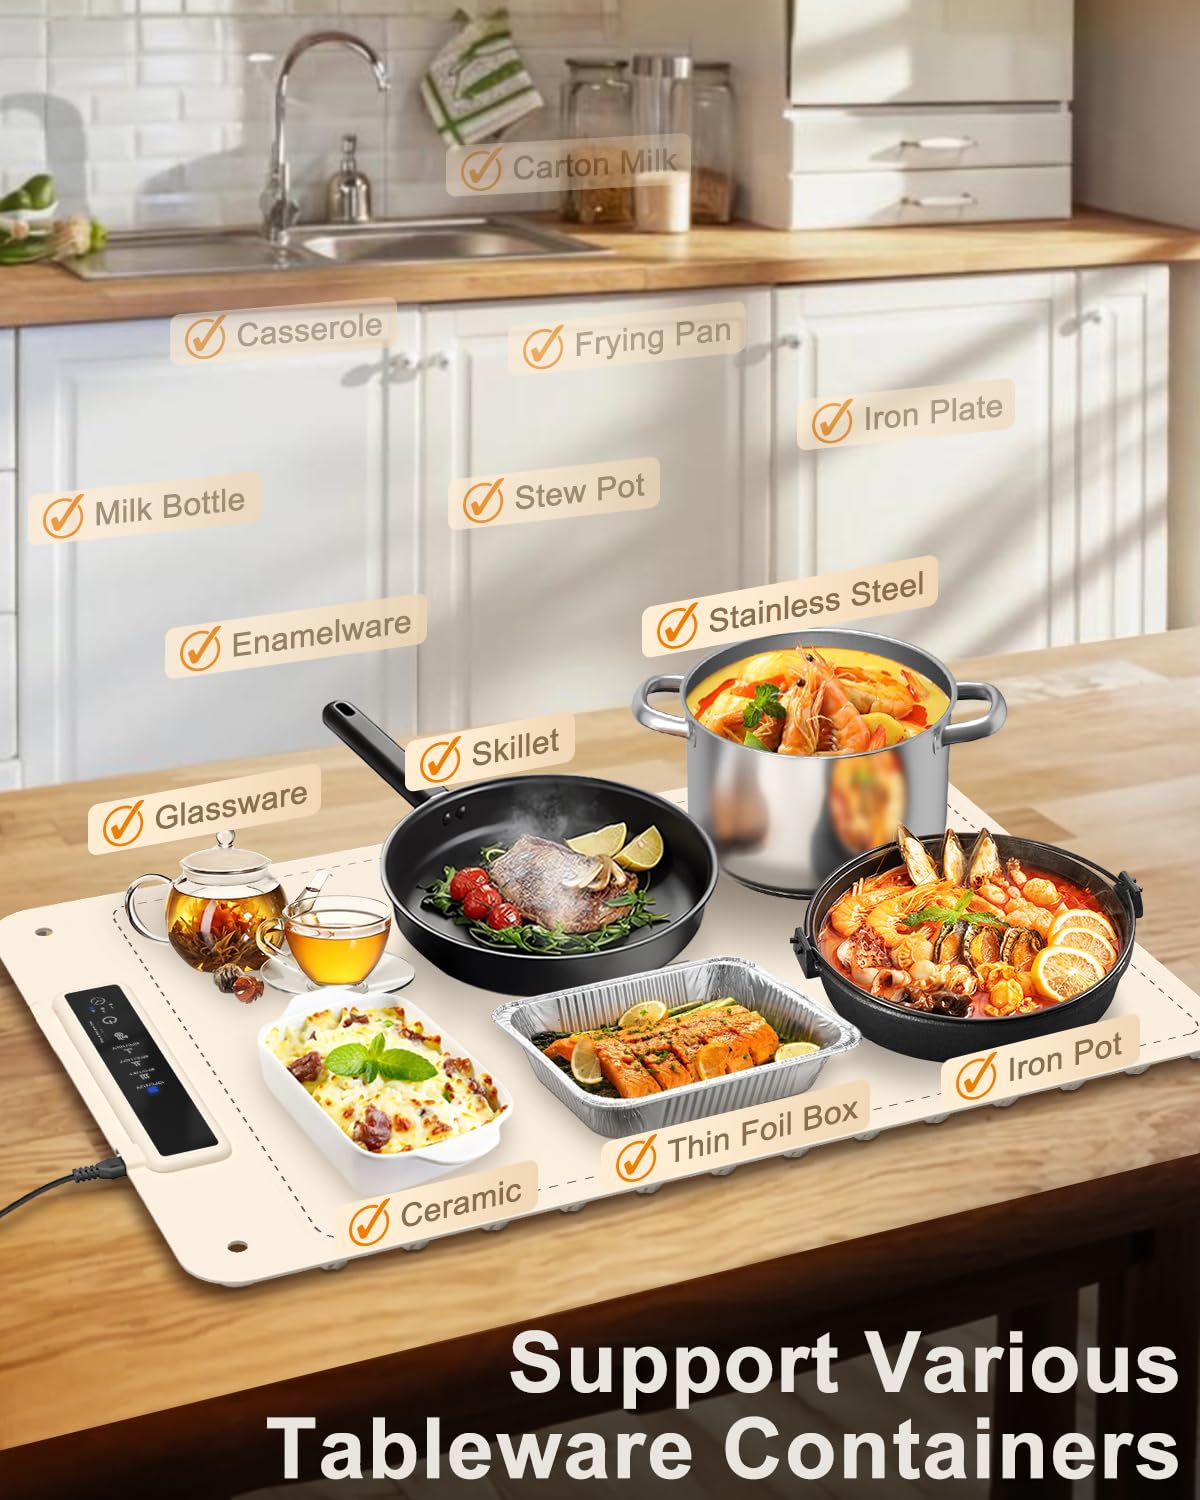 Carton Milk
Casserole
Frying Pan
Iron Plate
Milk Bottle
Stew Pot
Enamelware
Stainless Steel
Skillet
Glassware
Iron Pot
Thin Foil Box
Ceramic
Support Various
Tableware Containers